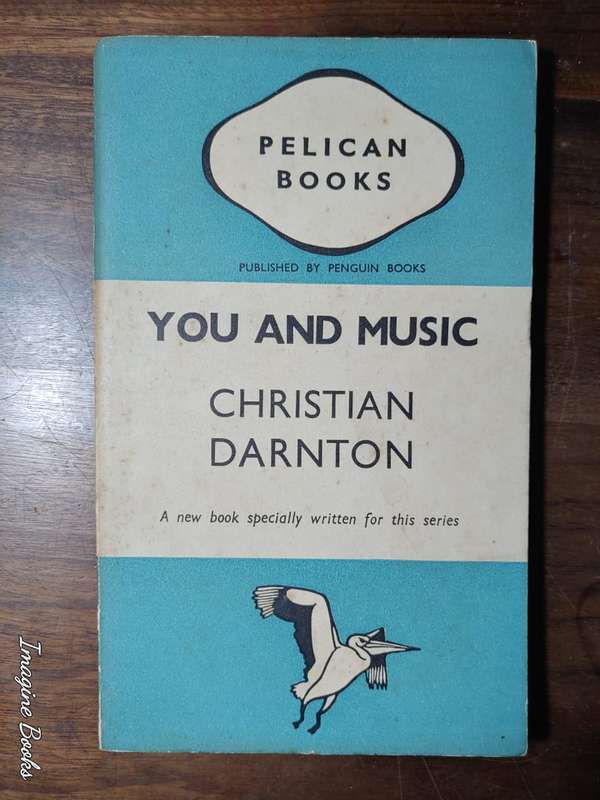 PELICAN
BOOKS
PUBLISHED BY PENGUIN BOOKS
YOU AND MUSIC
CHRISTIAN
DARNTON
A new book specially written for this series
Imagine Books